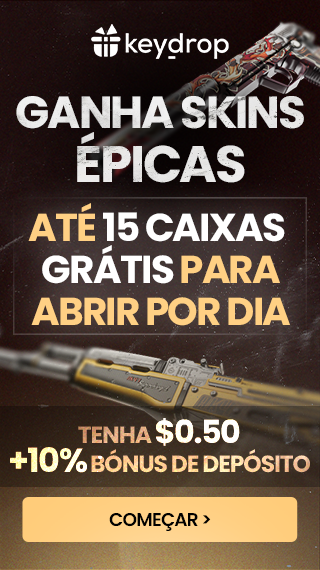 keydrop
GANHA SKINS
ÉPICAS
ATÉ 15 CAIXAS
GRÁTIS PARA
ABRIR POR DIA
TENHA $0.50
+10% BÓNUS DE DEPÓSITO
COMEÇAR >